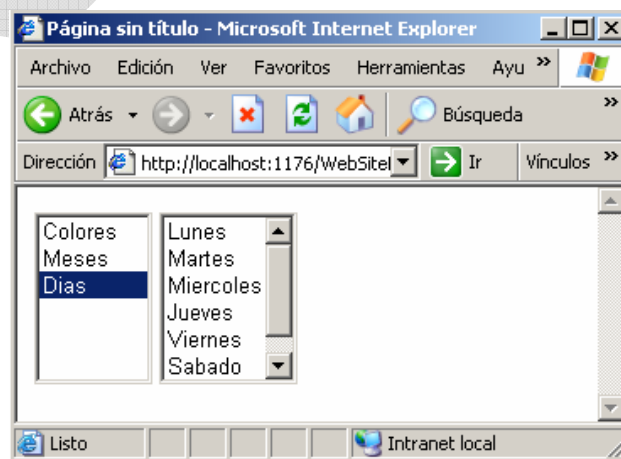 Página sin título - Microsoft Internet Explorer
Archivo Edición Ver Favoritos Herramientas Ayu »
Atrás Búsqueda »
Dirección http://localhost:1176/WebSite Ir Vínculos »
Colores
Meses
Dias
Lunes
Martes
Miercoles
Jueves
Viernes
Sabado
Listo Intranet local